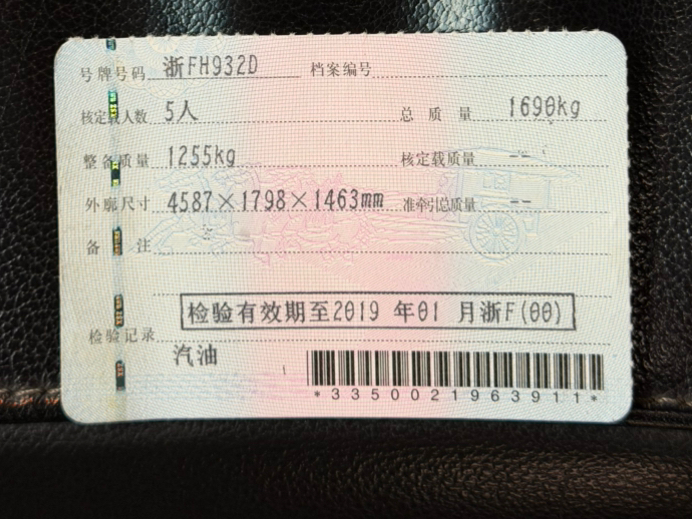 号牌号码 浙FH932D 档案编号
核定载人数 5人 总质量 1690kg
整备质量 1255kg 核定载质量 --
外廓尺寸 4587×1798×1463mm 准牵引总质量 --
备注
检验有效期至2019 年01 月浙F(00)
检验记录
汽油
*3350021963911*